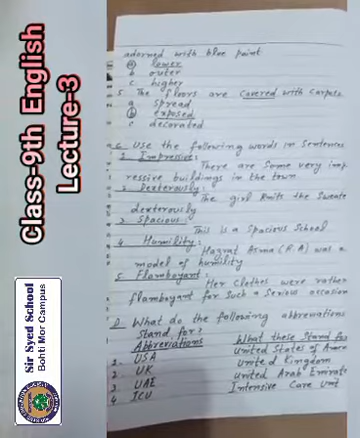 Class-9th English
Lecture-3
Sir Syed School
Bohti Mor Campus
adorned with blue paint
a lower
b outer
c higher
5 The floors are covered with carpets
a spread
b exposed
c decorated
C Use the following words in Sentences
1 Impressive:
There are Some very imp
ressive buildings in the town
2 Dexterously:
The girl Knits the Sweate
dexterously
3 Spacious:
This is a Spacious School
4 Humility:
Hazrat Asma (R.A) was a
model of humility
5 Flamboyant:
Her Clothes were rather
flamboyant for Such a Serious occasion
D What do the following abbreviations
Stand for?
Abbreviations What these Stand for
1. USA United States of Amer
2. UK United Kingdom
3 UAE United Arab Emirate
4 ICU Intensive Care Unit